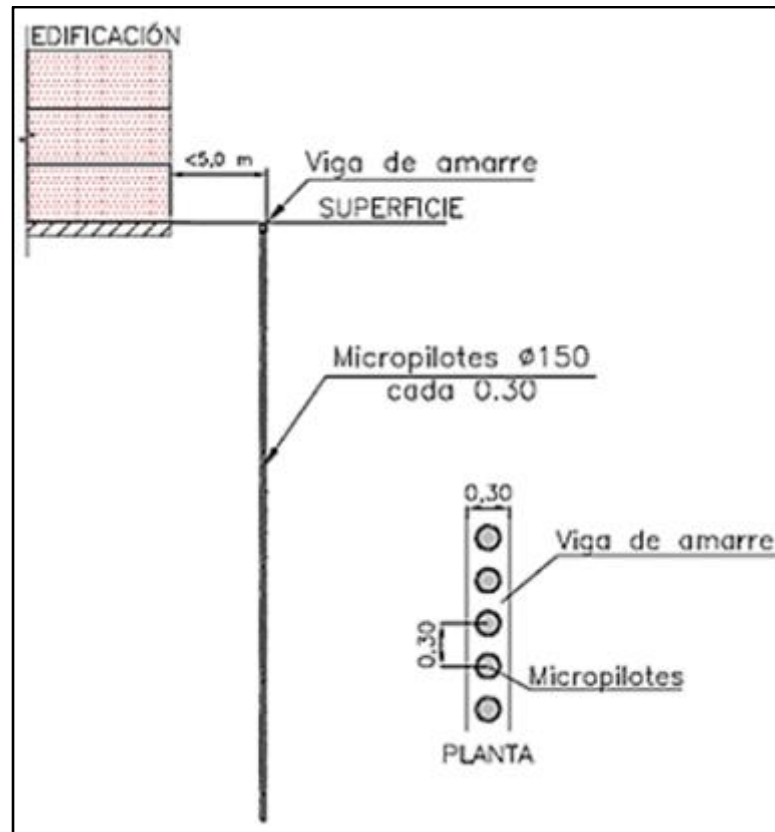 EDIFICACIÓN
<5,0 m
Viga de amarre
SUPERFICIE
Micropilotes ø150
cada 0.30
0,30
Viga de amarre
0,30
Micropilotes
PLANTA